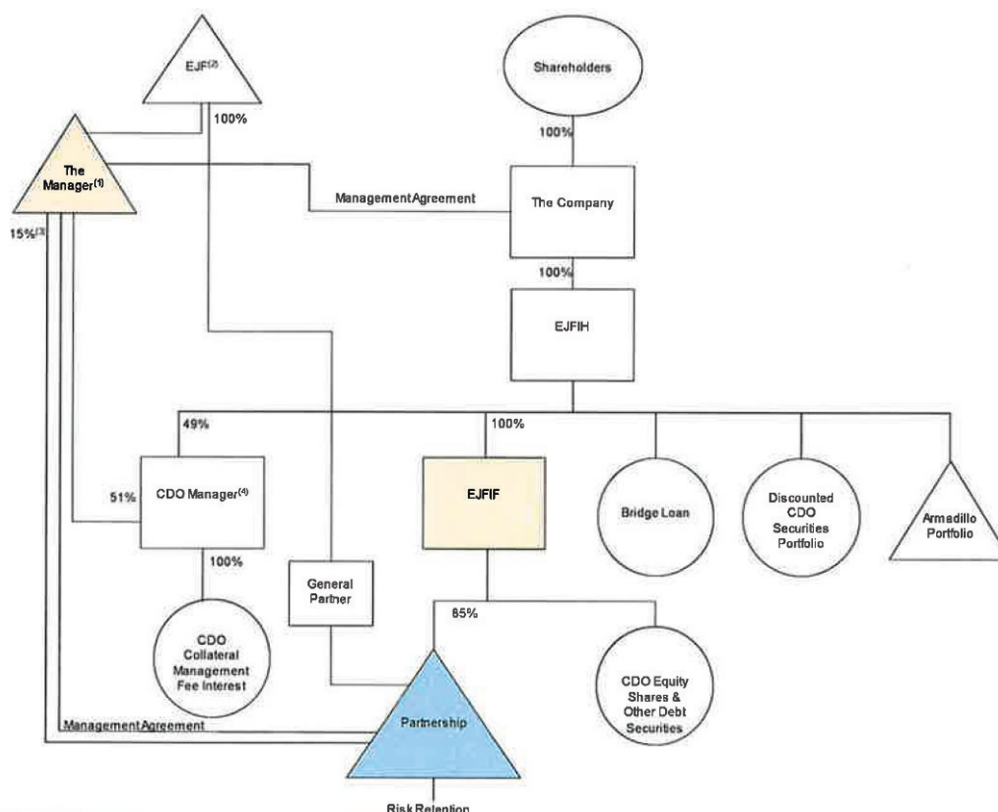 EJF(2)
Shareholders
100%
100%
The
Manager(1)
Management Agreement
The Company
15%(3)
100%
EJFIH
49%
100%
CDO Manager(4)
51%
EJFIF
Bridge Loan
Discounted
CDO
Securities
Portfolio
Armadillo
Portfolio
100%
General
Partner
85%
CDO
Collateral
Management
Fee Interest
CDO Equity
Shares &
Other Debt
Securities
Partnership
Management Agreement
Risk Retention